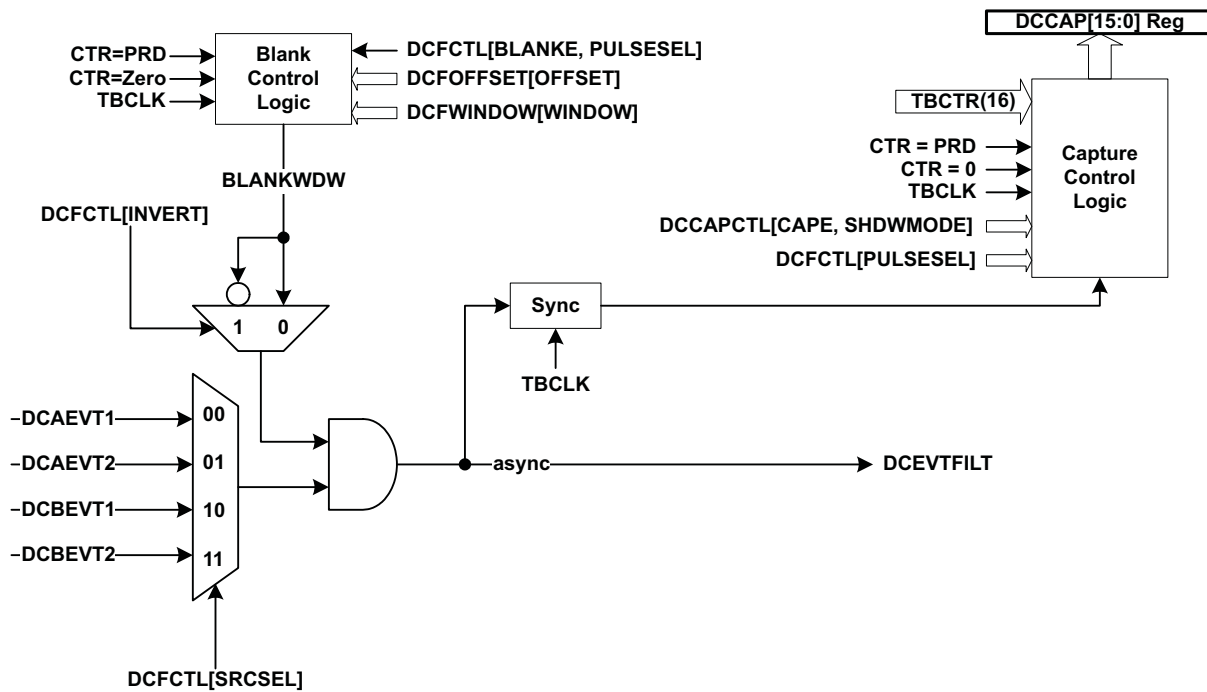 DCCAP[15:0] Reg
CTR=PRD
CTR=Zero
TBCLK
Blank
Control
Logic
DCFCTL[BLANKE, PULSESEL]
DCFOFFSET[OFFSET]
DCFWINDOW[WINDOW]
TBCTR(16)
CTR = PRD
CTR = 0
TBCLK
DCCAPCTL[CAPE, SHDWMODE]
DCFCTL[PULSESEL]
Capture
Control
Logic
BLANKWDW
DCFCTL[INVERT]
1 0
Sync
TBCLK
DCAEVT1
DCAEVT2
DCBEVT1
DCBEVT2
00
01
10
11
async
DCEVTFILT
DCFCTL[SRCSEL]